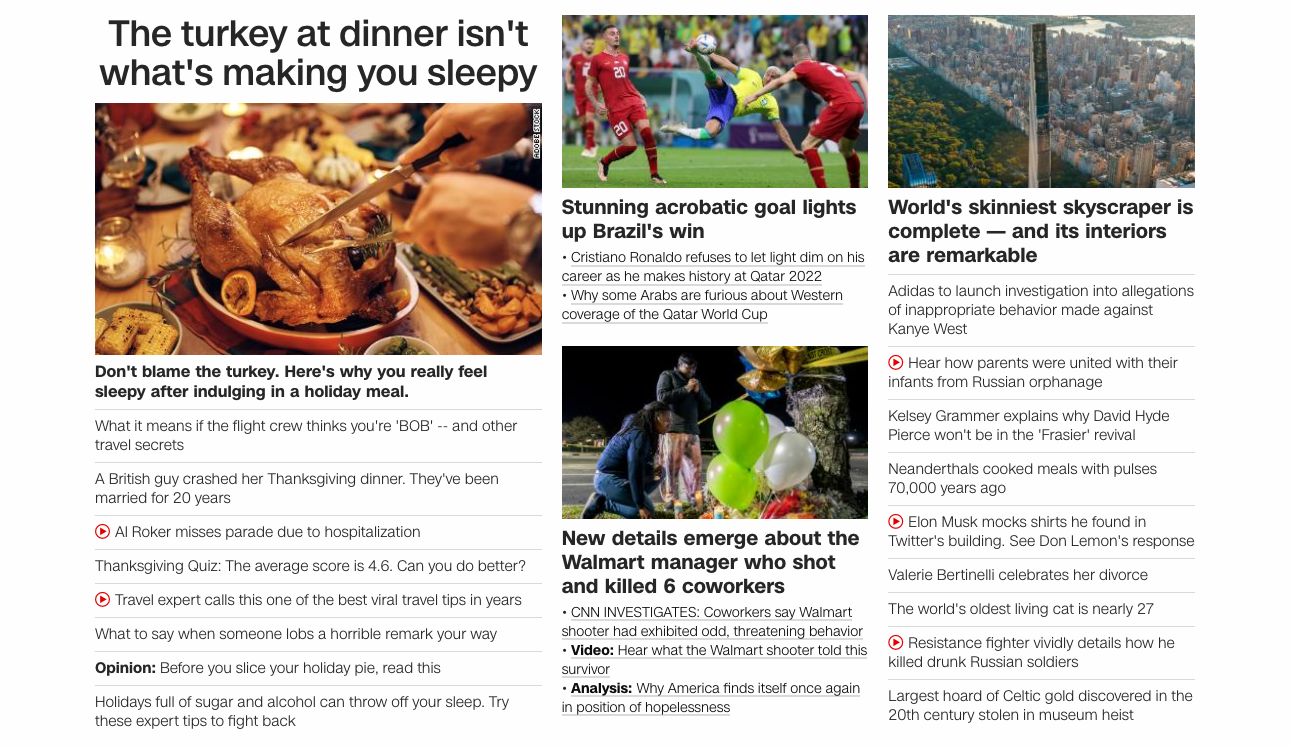 The turkey at dinner isn't
what's making you sleepy
ADOBE STOCK
Don't blame the turkey. Here's why you really feel
sleepy after indulging in a holiday meal.
What it means if the flight crew thinks you're 'BOB' -- and other
travel secrets
A British guy crashed her Thanksgiving dinner. They've been
married for 20 years
Al Roker misses parade due to hospitalization
Thanksgiving Quiz: The average score is 4.6. Can you do better?
Travel expert calls this one of the best viral travel tips in years
What to say when someone lobs a horrible remark your way
Opinion: Before you slice your holiday pie, read this
Holidays full of sugar and alcohol can throw off your sleep. Try
these expert tips to fight back
20
20
Stunning acrobatic goal lights
up Brazil's win
• Cristiano Ronaldo refuses to let light dim on his
career as he makes history at Qatar 2022
• Why some Arabs are furious about Western
coverage of the Qatar World Cup
New details emerge about the
Walmart manager who shot
and killed 6 coworkers
• CNN INVESTIGATES: Coworkers say Walmart
shooter had exhibited odd, threatening behavior
• Video: Hear what the Walmart shooter told this
survivor
• Analysis: Why America finds itself once again
in position of hopelessness
World's skinniest skyscraper is
complete — and its interiors
are remarkable
Adidas to launch investigation into allegations
of inappropriate behavior made against
Kanye West
Hear how parents were united with their
infants from Russian orphanage
Kelsey Grammer explains why David Hyde
Pierce won't be in the 'Frasier' revival
Neanderthals cooked meals with pulses
70,000 years ago
Elon Musk mocks shirts he found in
Twitter's building. See Don Lemon's response
Valerie Bertinelli celebrates her divorce
The world's oldest living cat is nearly 27
Resistance fighter vividly details how he
killed drunk Russian soldiers
Largest hoard of Celtic gold discovered in the
20th century stolen in museum heist